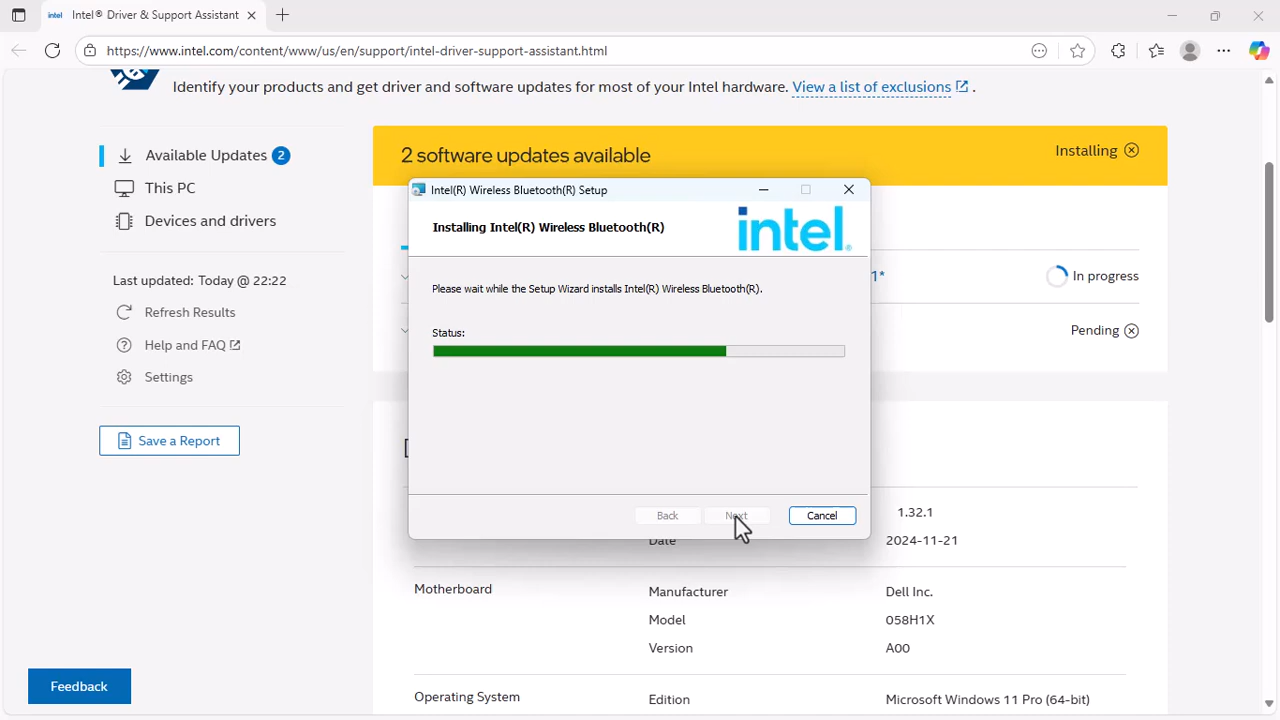 intel Intel® Driver & Support Assistant
https://www.intel.com/content/www/us/en/support/intel-driver-support-assistant.html
Identify your products and get driver and software updates for most of your Intel hardware. View a list of exclusions .
Available Updates 2
This PC
Devices and drivers
Last updated: Today @ 22:22
Refresh Results
Help and FAQ
Settings
Save a Report
Feedback
2 software updates available
Installing
1*
In progress
Pending
Intel(R) Wireless Bluetooth(R) Setup
Installing Intel(R) Wireless Bluetooth(R)
intel.
Please wait while the Setup Wizard installs Intel(R) Wireless Bluetooth(R).
Status:
Back Next Cancel
1.32.1
Date 2024-11-21
Motherboard Manufacturer Dell Inc.
Model 058H1X
Version A00
Operating System Edition Microsoft Windows 11 Pro (64-bit)